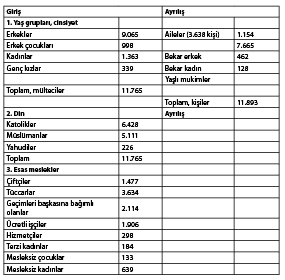 Giriş Ayrılış
1. Yaş grupları, cinsiyet
Erkekler 9.065 Aileler (3.638 kişi) 1.154
Erkek çocukları 998 7.665
Kadınlar 1.363 Bekar erkek 462
Genç kızlar 339 Bekar kadın 128
Yaşlı mukimler
Toplam, mülteciler 11.765
Toplam, kişiler 11.893
2. Din Ayrılış
Katolikler 6.428
Müslümanlar 5.111
Yahudiler 226
Toplam 11.765
3. Esas meslekler
Çiftçiler 1.477
Tüccarlar 3.634
Geçimleri başkasına bağımlı
olanlar 2.114
Ücretli işçiler 1.906
Hizmetçiler 298
Terzi kadınlar 184
Mesleksiz çocuklar 133
Mesleksiz kadınlar 639